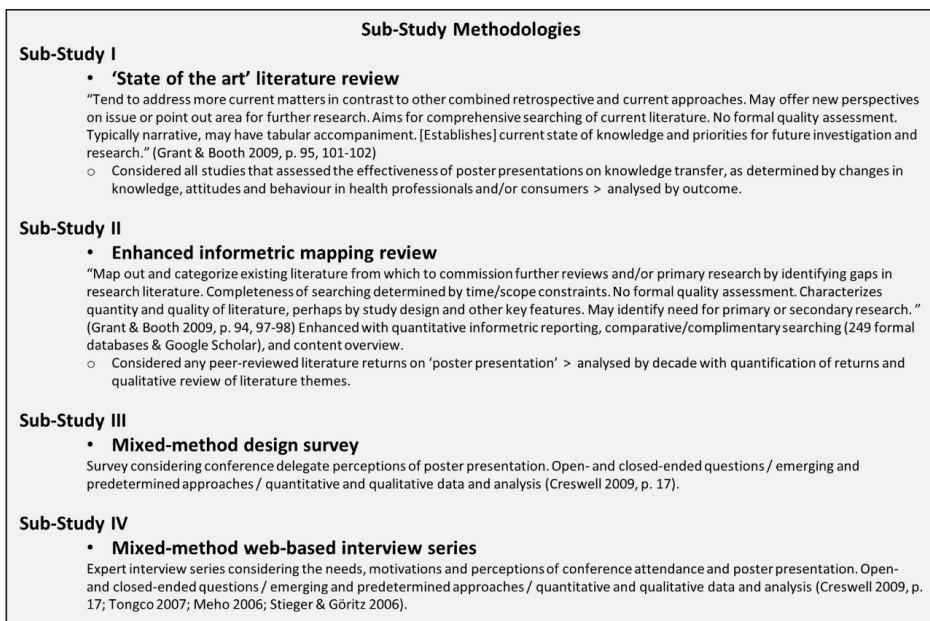 Sub-Study Methodologies
Sub-Study I
• ‘State of the art’ literature review
“Tend to address more current matters in contrast to other combined retrospective and current approaches. May offer new perspectives
on issue or point out area for further research. Aims for comprehensive searching of current literature. No formal quality assessment.
Typically narrative, may have tabular accompaniment. [Establishes] current state of knowledge and priorities for future investigation and
research.” (Grant & Booth 2009, p. 95, 101-102)
o Considered all studies that assessed the effectiveness of poster presentations on knowledge transfer, as determined by changes in
knowledge, attitudes and behaviour in health professionals and/or consumers > analysed by outcome.
Sub-Study II
• Enhanced informetric mapping review
“Map out and categorize existing literature from which to commission further reviews and/or primary research by identifying gaps in
research literature. Completeness of searching determined by time/scope constraints. No formal quality assessment. Characterizes
quantity and quality of literature, perhaps by study design and other key features. May identify need for primary or secondary research. ”
(Grant & Booth 2009, p. 94, 97-98) Enhanced with quantitative informetric reporting, comparative/complimentary searching (249 formal
databases & Google Scholar), and content overview.
o Considered any peer-reviewed literature returns on ‘poster presentation’ > analysed by decade with quantification of returns and
qualitative review of literature themes.
Sub-Study III
• Mixed-method design survey
Survey considering conference delegate perceptions of poster presentation. Open- and closed-ended questions / emerging and
predetermined approaches / quantitative and qualitative data and analysis (Creswell 2009, p. 17).
Sub-Study IV
• Mixed-method web-based interview series
Expert interview series considering the needs, motivations and perceptions of conference attendance and poster presentation. Open-
and closed-ended questions / emerging and predetermined approaches / quantitative and qualitative data and analysis (Creswell 2009, p.
17; Tongco 2007; Meho 2006; Stieger & Göritz 2006).